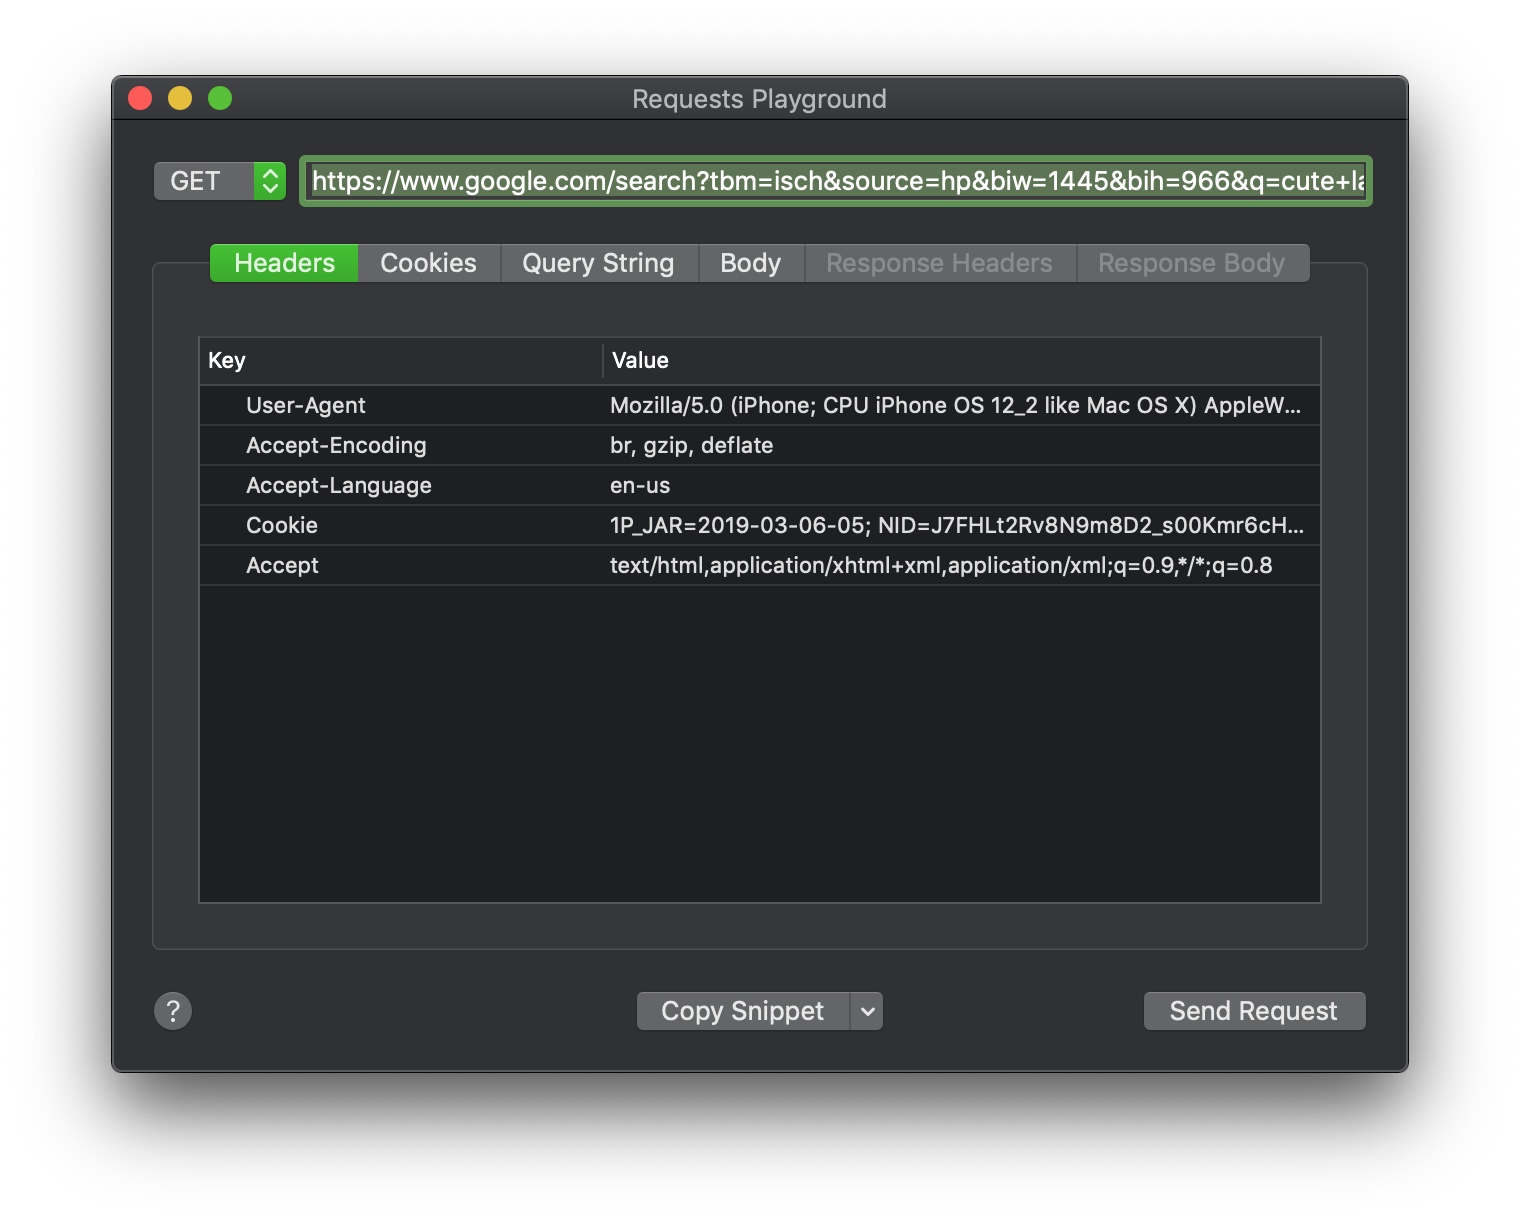 Requests Playground
GET https://www.google.com/search?tbm=isch&source=hp&biw=1445&bih=966&q=cute+la
Headers Cookies Query String Body Response Headers Response Body
Key Value
User-Agent Mozilla/5.0 (iPhone; CPU iPhone OS 12_2 like Mac OS X) AppleW...
Accept-Encoding br, gzip, deflate
Accept-Language en-us
Cookie 1P_JAR=2019-03-06-05; NID=J7FHLt2Rv8N9m8D2_s00Kmr6cH...
Accept text/html,application/xhtml+xml,application/xml;q=0.9,*/*;q=0.8
? Copy Snippet Send Request